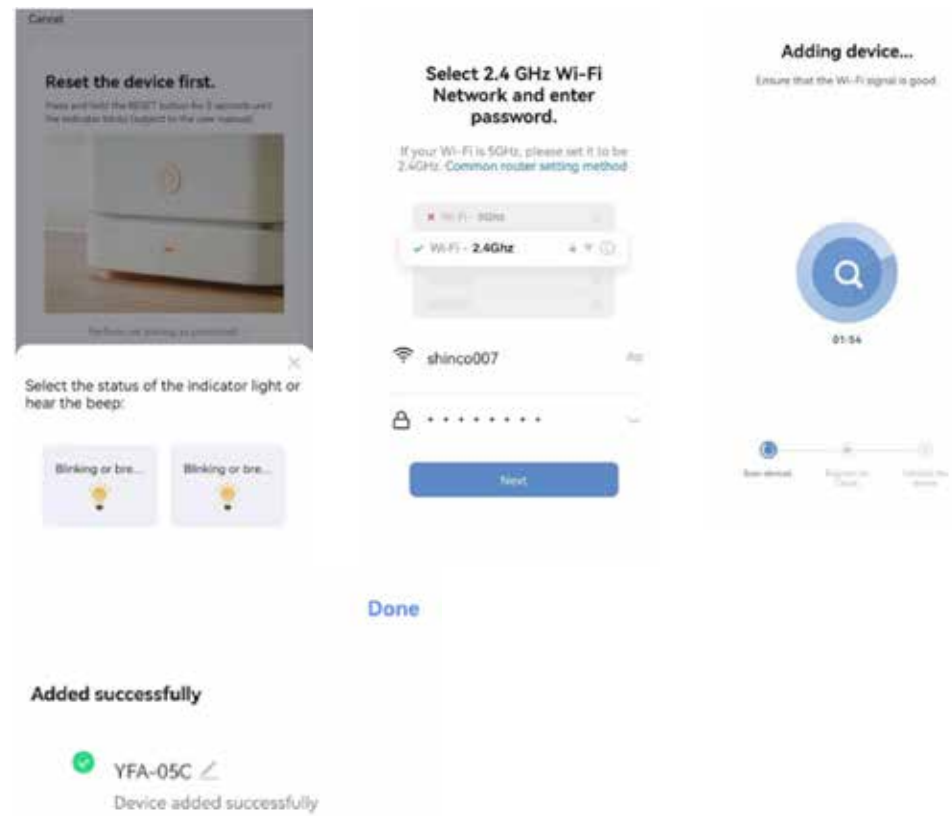 Cancel
Reset the device first.
Press and hold the RESET button for 5 seconds until
the indicator blinks (subject to the user manual).
Select the status of the indicator light or
hear the beep:
Blinking or bre...
Blinking or bre...
Select 2.4 GHz Wi-Fi
Network and enter
password.
If your Wi-Fi is 5GHz, please set it to be
2.4GHz. Common router setting method
Wi-Fi - 5Ghz
Wi-Fi - 2.4Ghz
shinco007
Next
Adding device...
Ensure that the Wi-Fi signal is good.
01:54
Scan devices.
Done
Added successfully
YFA-05C
Device added successfully